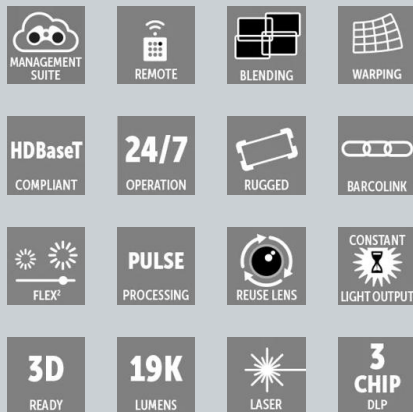 MANAGEMENT
SUITE
REMOTE
BLENDING
WARPING
HDBaseT
COMPLIANT
24/7
OPERATION
RUGGED
BARCOLINK
FLEX²
PULSE
PROCESSING
REUSE LENS
CONSTANT
LIGHT OUTPUT
3D
READY
19K
LUMENS
LASER
3
CHIP
DLP